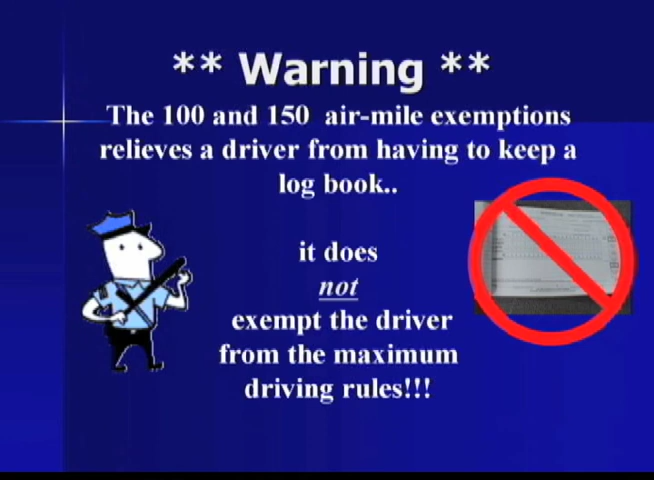 ** Warning **
The 100 and 150 air-mile exemptions
relieves a driver from having to keep a
log book..
it does
not
exempt the driver
from the maximum
driving rules!!!